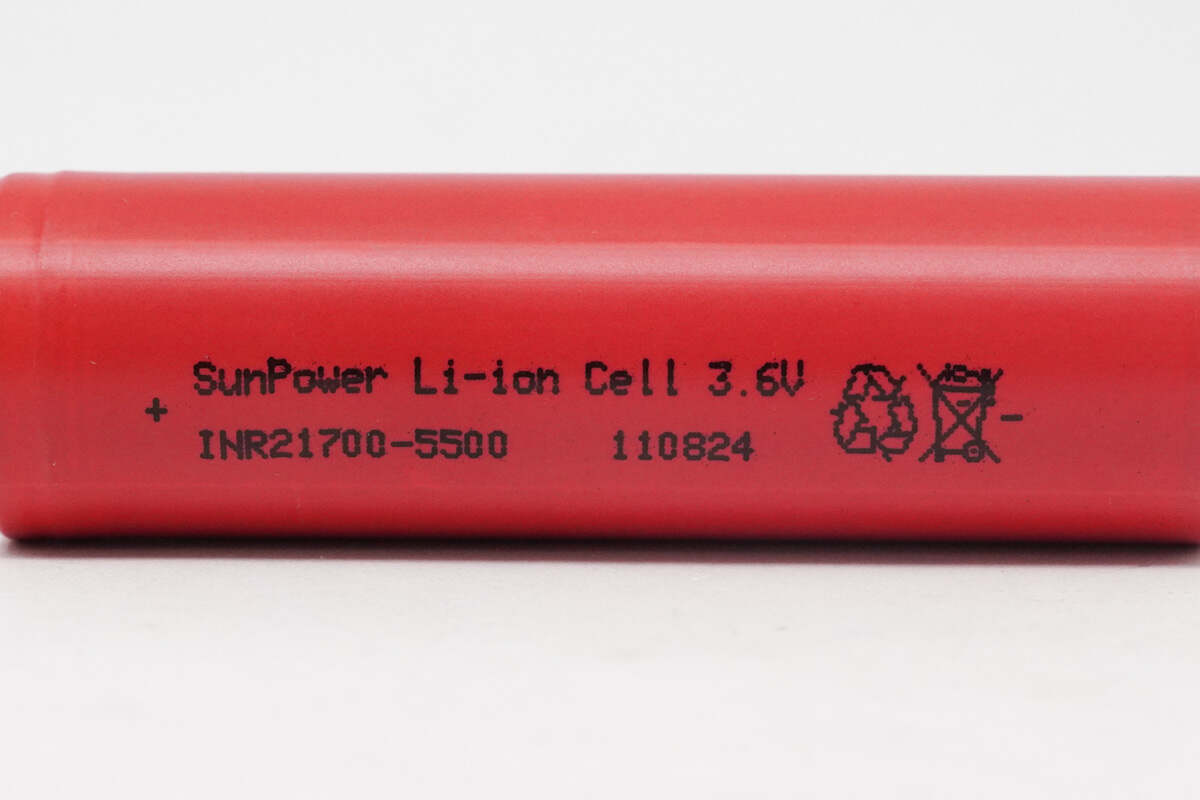 SunPower Li-ion Cell 3.6V
+ -
INR21700-5500 110824